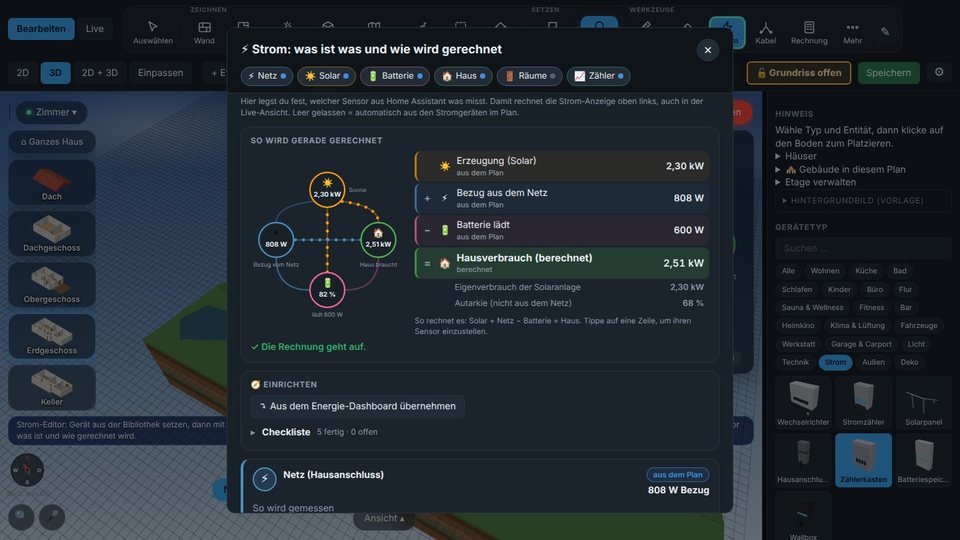 ZEICHNEN
SETZEN
WERKZEUGE
Bearbeiten
Live
Auswählen
Wand
Kabel
Rechnung
Mehr
2D
3D
2D + 3D
Einpassen
Grundriss offen
Speichern
⚡ Strom: was ist was und wie wird gerechnet
Netz
Solar
Batterie
Haus
Räume
Zähler
Hier legst du fest, welcher Sensor aus Home Assistant was misst. Damit rechnet die Strom-Anzeige oben links, auch in der
Live-Ansicht. Leer gelassen = automatisch aus den Stromgeräten im Plan.
SO WIRD GERADE GERECHNET
2,30 kW
Sonne
808 W
Bezug vom Netz
2,51 kW
Haus braucht
82 %
lädt 600 W
Erzeugung (Solar)
aus dem Plan
2,30 kW
+ Bezug aus dem Netz
aus dem Plan
808 W
− Batterie lädt
aus dem Plan
600 W
= Hausverbrauch (berechnet)
berechnet
2,51 kW
Eigenverbrauch der Solaranlage 2,30 kW
Autarkie (nicht aus dem Netz) 68 %
So rechnet es: Solar + Netz − Batterie = Haus. Tippe auf eine Zeile, um ihren
Sensor einzustellen.
✓ Die Rechnung geht auf.
EINRICHTEN
Aus dem Energie-Dashboard übernehmen
▸ Checkliste 5 fertig · 0 offen
Netz (Hausanschluss)
aus dem Plan
808 W Bezug
So wird gemessen
Zimmer ▾
Ganzes Haus
Dach
Dachgeschoss
Obergeschoss
Erdgeschoss
Keller
Strom-Editor: Gerät aus der Bibliothek setzen, dann mit
was ist und wie gerechnet wird.
Ansicht ▴
HINWEIS
Wähle Typ und Entität, dann klicke auf
den Boden zum Platzieren.
▸ Häuser
▸ Gebäude in diesem Plan
▸ Etage verwalten
▸ HINTERGRUNDBILD (VORLAGE)
GERÄTETYP
Suchen ...
Alle
Wohnen
Küche
Bad
Schlafen
Kinder
Büro
Flur
Sauna & Wellness
Fitness
Bar
Heimkino
Klima & Lüftung
Fahrzeuge
Werkstatt
Garage & Carport
Licht
Technik
Strom
Außen
Deko
Wechselrichter
Stromzähler
Solarpanel
Hausanschlu...
Zählerkasten
Batteriespeic...
Wallbox